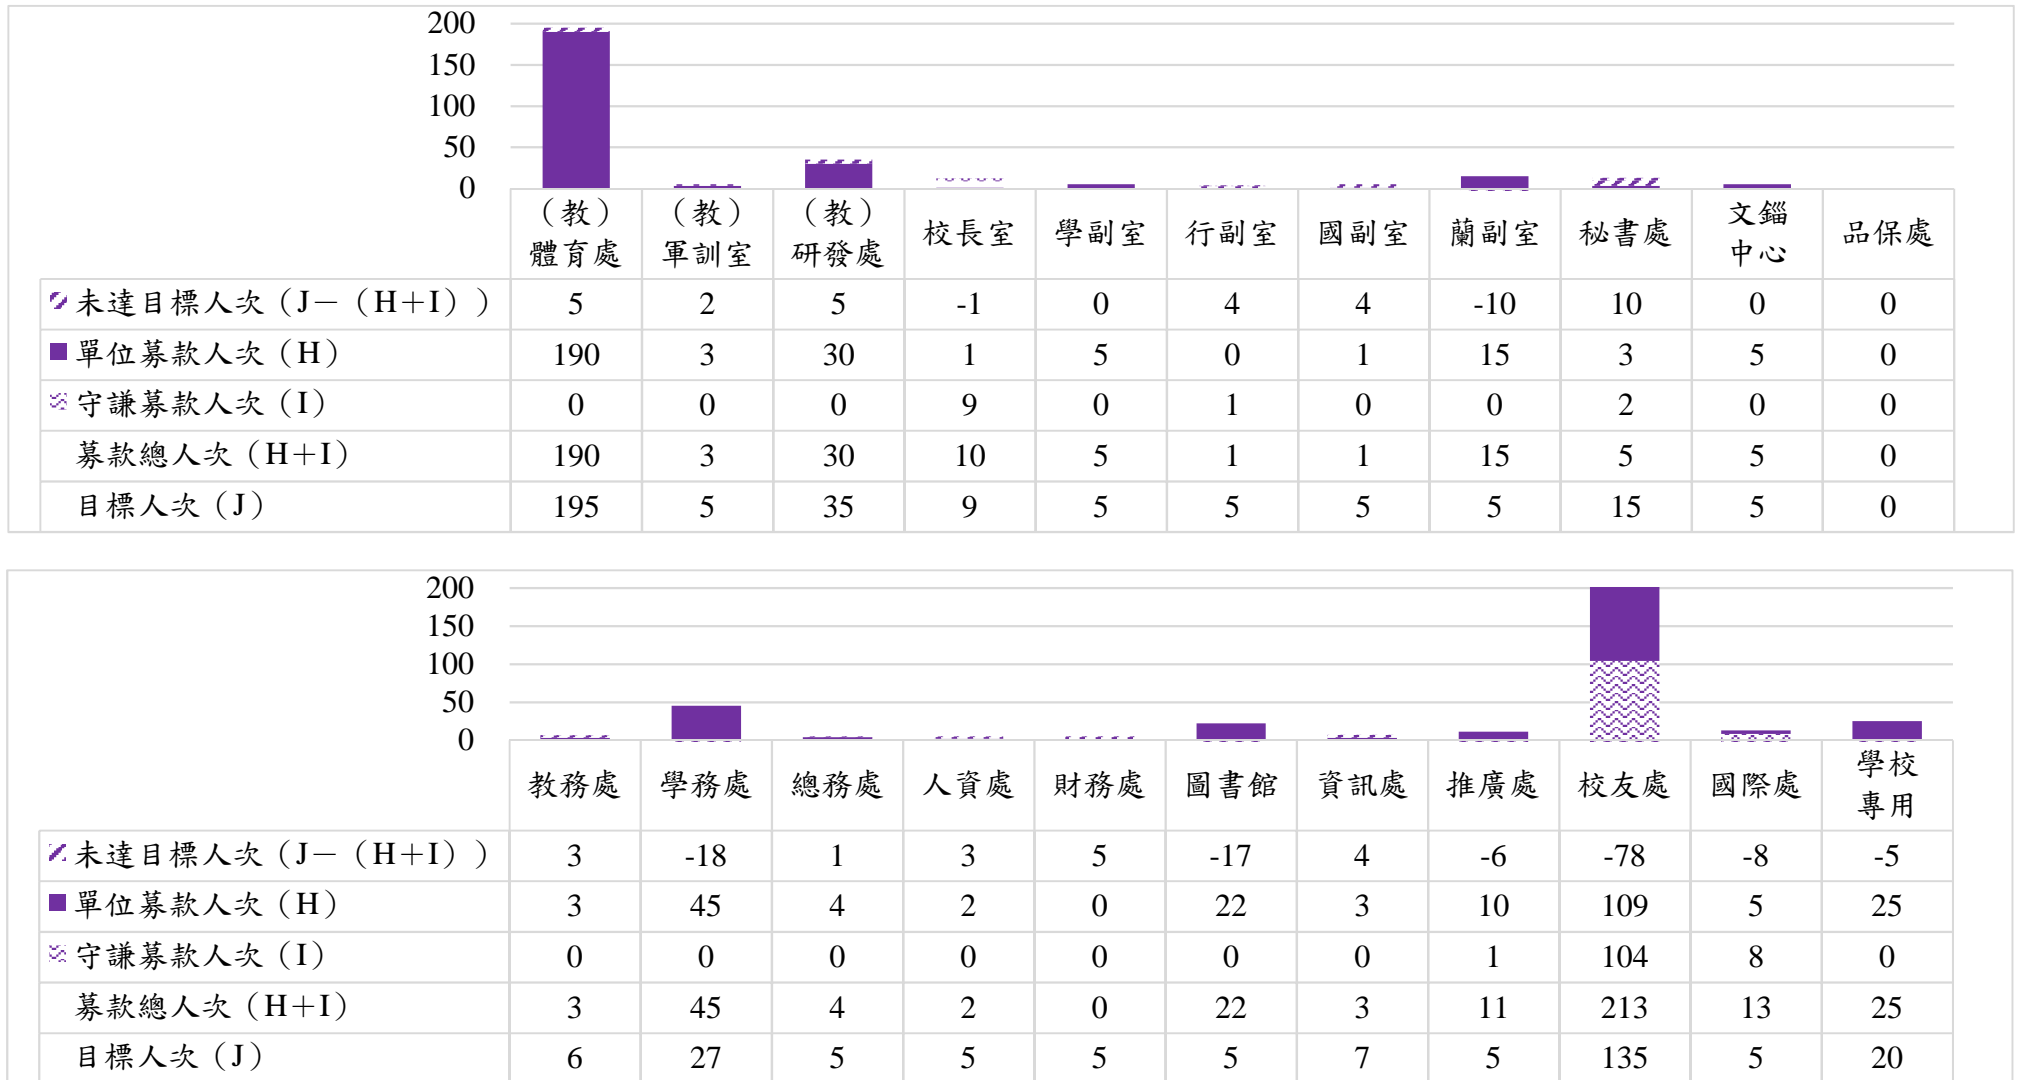 200
150
100
50
0
（教）體育處 （教）軍訓室 （教）研發處 校長室 學副室 行副室 國副室 蘭副室 秘書處 文錙中心 品保處
未達目標人次（J－（H＋I）） 5 2 5 -1 0 4 4 -10 10 0 0
單位募款人次（H） 190 3 30 1 5 0 1 15 3 5 0
守謙募款人次（I） 0 0 0 9 0 1 0 0 2 0 0
募款總人次（H＋I） 190 3 30 10 5 1 1 15 5 5 0
目標人次（J） 195 5 35 9 5 5 5 5 15 5 0
200
150
100
50
0
教務處 學務處 總務處 人資處 財務處 圖書館 資訊處 推廣處 校友處 國際處 學校專用
未達目標人次（J－（H＋I）） 3 -18 1 3 5 -17 4 -6 -78 -8 -5
單位募款人次（H） 3 45 4 2 0 22 3 10 109 5 25
守謙募款人次（I） 0 0 0 0 0 0 0 1 104 8 0
募款總人次（H＋I） 3 45 4 2 0 22 3 11 213 13 25
目標人次（J） 6 27 5 5 5 5 7 5 135 5 20